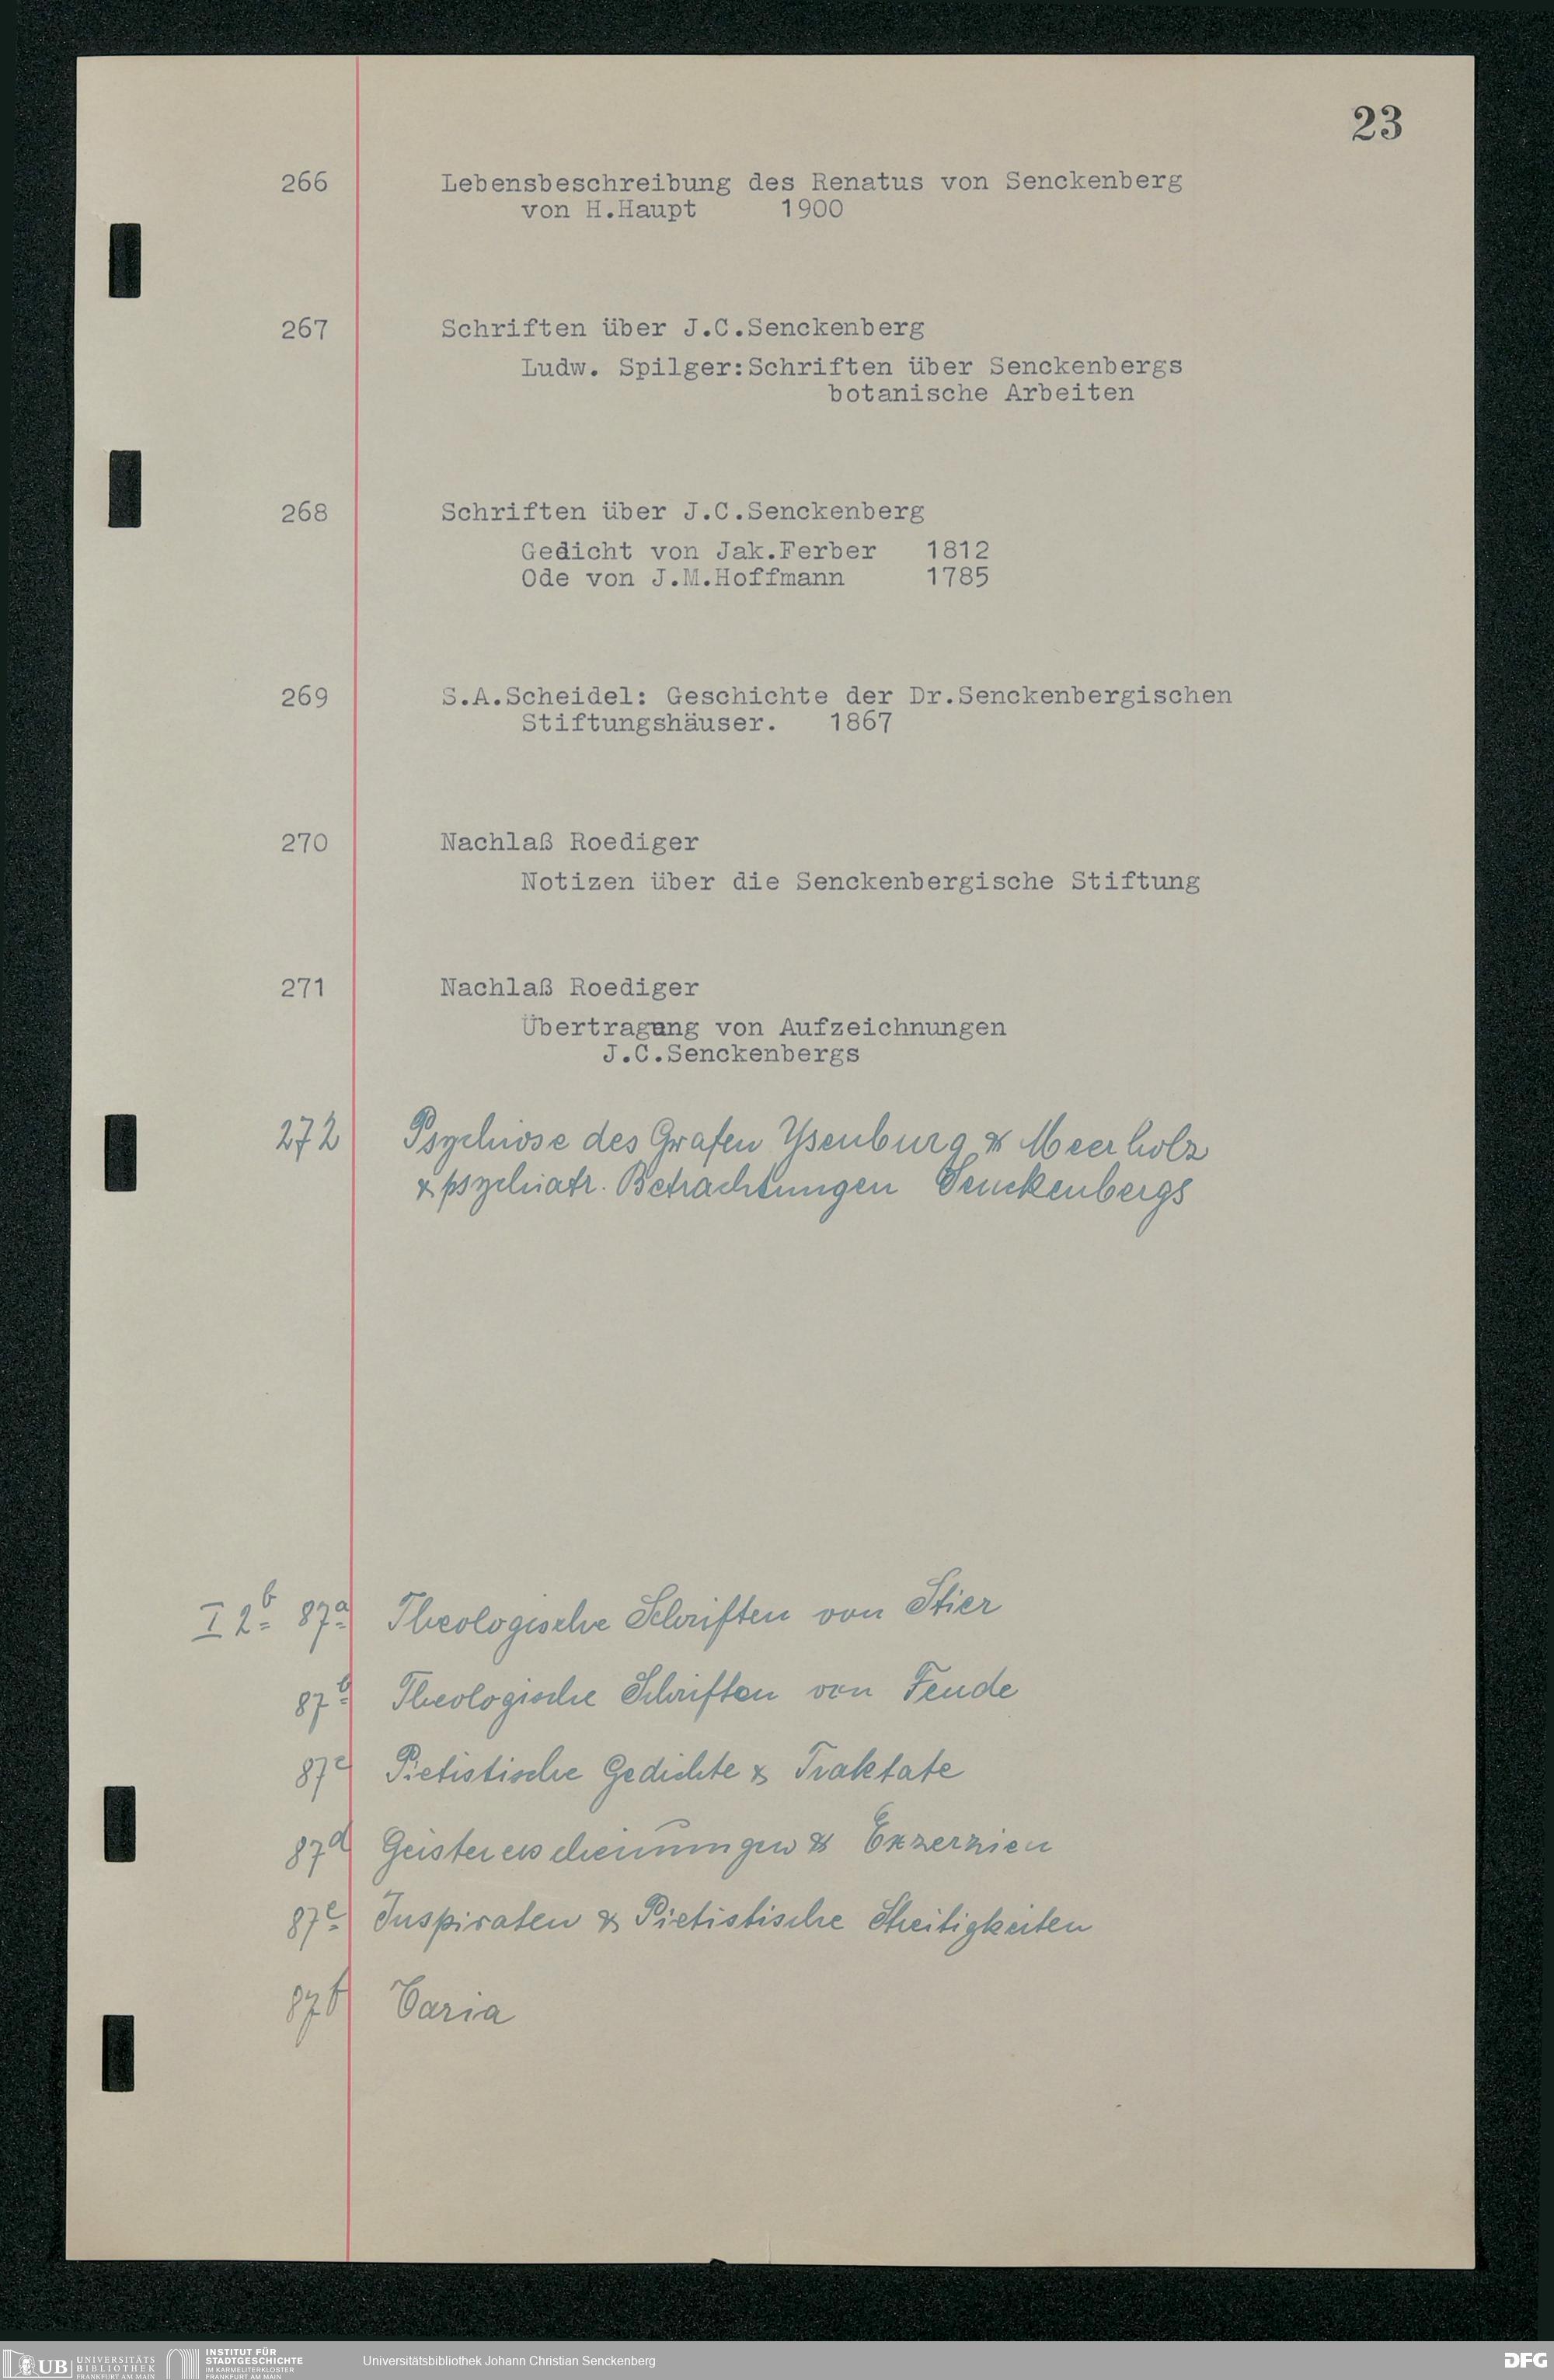 23
266 Lebensbeschreibung des Renatus von Senckenberg
von H.Haupt 1900
267 Schriften über J.C.Senckenberg
Ludw. Spilger:Schriften über Senckenbergs
botanische Arbeiten
268 Schriften über J.C.Senckenberg
Gedicht von Jak.Ferber 1812
Ode von J.M.Hoffmann 1785
269 S.A.Scheidel: Geschichte der Dr.Senckenbergischen
Stiftungshäuser. 1867
270 Nachlaß Roediger
Notizen über die Senckenbergische Stiftung
271 Nachlaß Roediger
Übertragung von Aufzeichnungen
J.C.Senckenbergs
272 Psychose des Grafen Ysenburg & Meerholz
& psychiatr. Betrachtungen Senckenbergs
I 2b 87a Theologische Schriften von Stier
87b Theologische Schriften von Fende
87c Pietistische Gedichte & Traktate
87d Geistererscheinungen & Exzerzien
87e Inspiraten & Pietistische Streitigkeiten
87f Varia
UB UNIVERSITÄTS
BIBLIOTHEK
FRANKFURT AM MAIN
INSTITUT FÜR
STADTGESCHICHTE
IM KARMELITERKLOSTER
FRANKFURT AM MAIN
Universitätsbibliothek Johann Christian Senckenberg
DFG